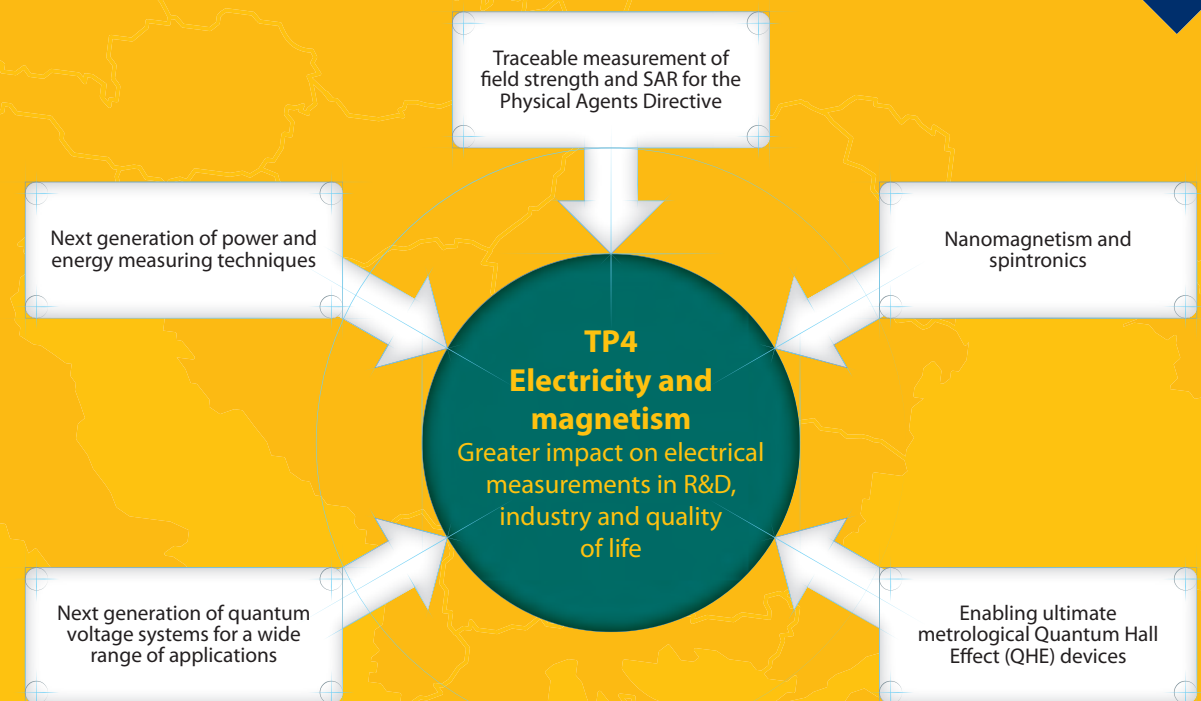 Traceable measurement of
field strength and SAR for the
Physical Agents Directive
Next generation of power and
energy measuring techniques
Nanomagnetism and
spintronics
TP4
Electricity and
magnetism
Greater impact on electrical
measurements in R&D,
industry and quality
of life
Next generation of quantum
voltage systems for a wide
range of applications
Enabling ultimate
metrological Quantum Hall
Effect (QHE) devices